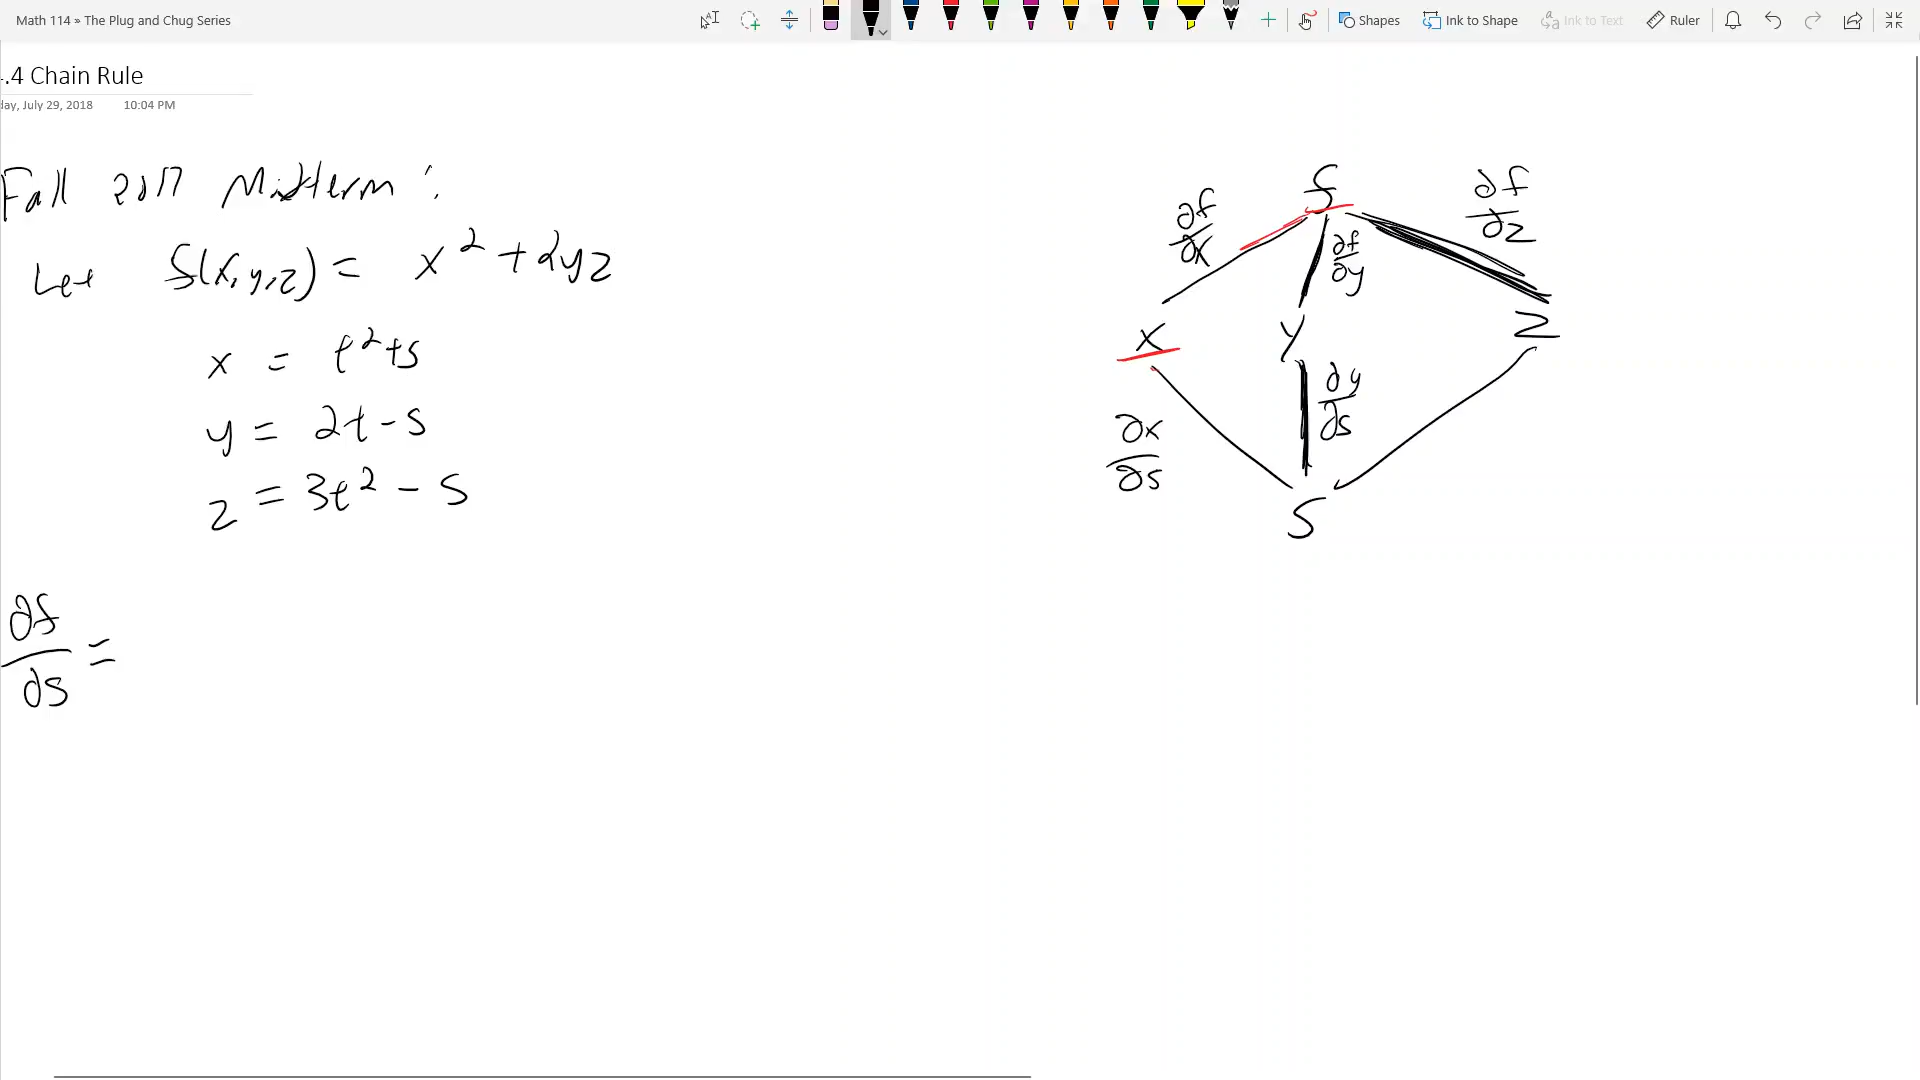 Math 114 » The Plug and Chug Series
Shapes Ink to Shape Ink to Text Ruler
.4 Chain Rule
day, July 29, 2018 10:04 PM
Fall 2017 Midterm :
Let f(x,y,z) = x² + 2yz
x = t²+s
y = 2t - s
z = 3t² - s
∂f/∂s =
f
∂f/∂x
∂f/∂y
∂f/∂z
x y z
∂x/∂s
∂y/∂s
s